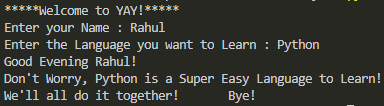 *****Welcome to YAY!*****
Enter your Name : Rahul
Enter the Language you want to Learn : Python
Good Evening Rahul!
Don't Worry, Python is a Super Easy Language to Learn!
We'll all do it together!       Bye!